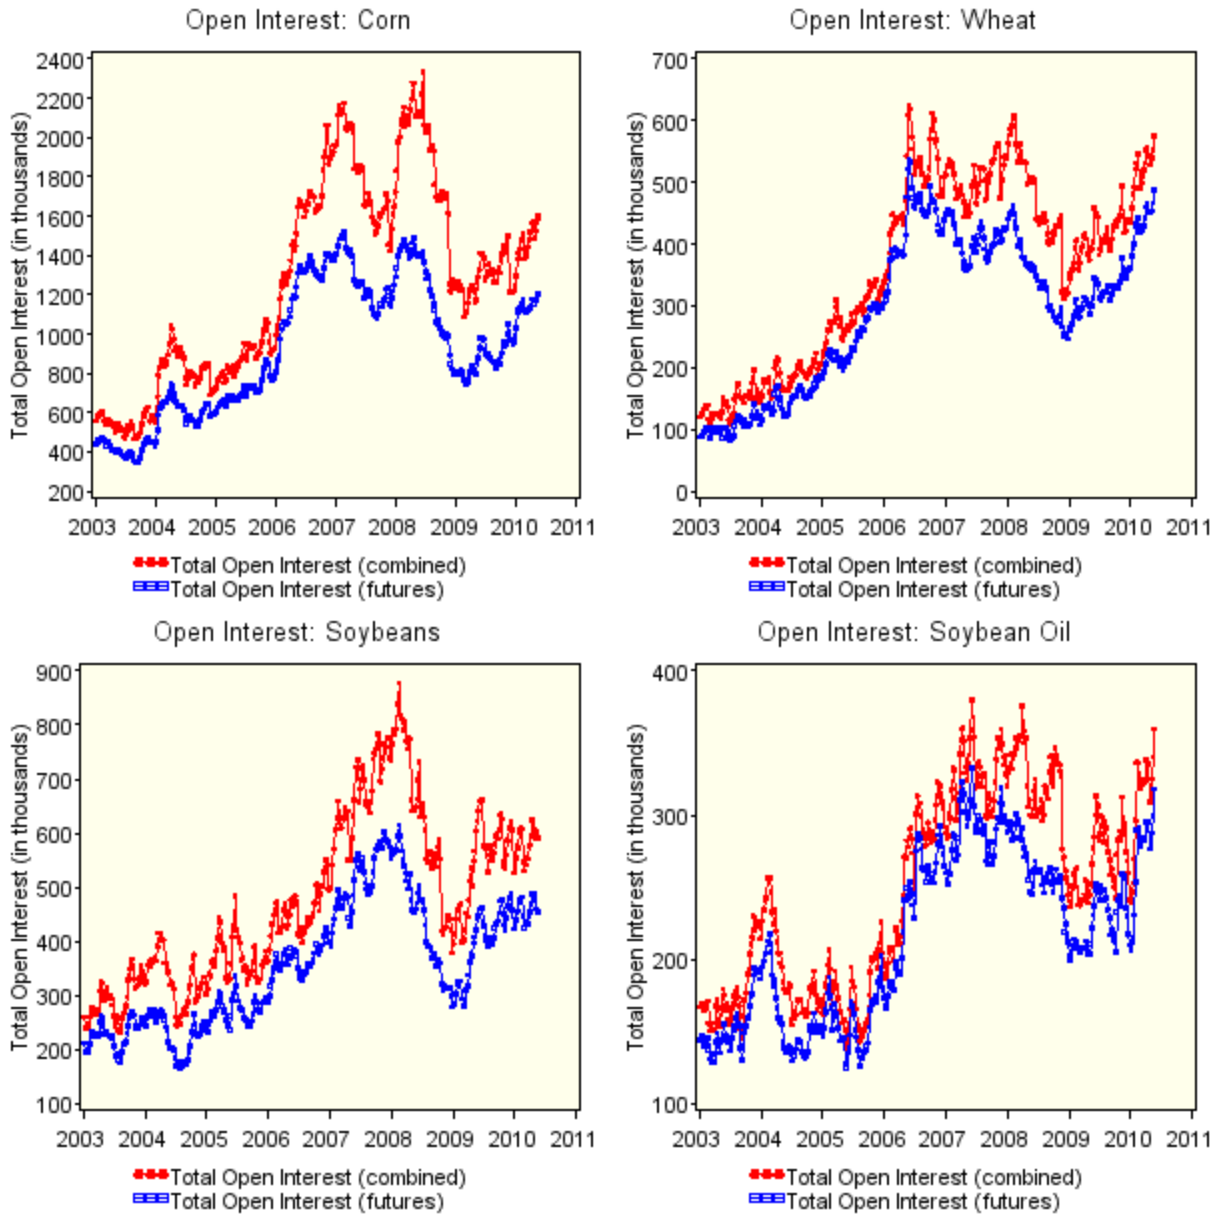 Open Interest: Corn
Total Open Interest (in thousands)
2400
2200
2000
1800
1600
1400
1200
1000
800
600
400
200
2003 2004 2005 2006 2007 2008 2009 2010 2011
Total Open Interest (combined)
Total Open Interest (futures)
Open Interest: Wheat
Total Open Interest (in thousands)
700
600
500
400
300
200
100
0
2003 2004 2005 2006 2007 2008 2009 2010 2011
Total Open Interest (combined)
Total Open Interest (futures)
Open Interest: Soybeans
Total Open Interest (in thousands)
900
800
700
600
500
400
300
200
100
2003 2004 2005 2006 2007 2008 2009 2010 2011
Total Open Interest (combined)
Total Open Interest (futures)
Open Interest: Soybean Oil
Total Open Interest (in thousands)
400
300
200
100
2003 2004 2005 2006 2007 2008 2009 2010 2011
Total Open Interest (combined)
Total Open Interest (futures)